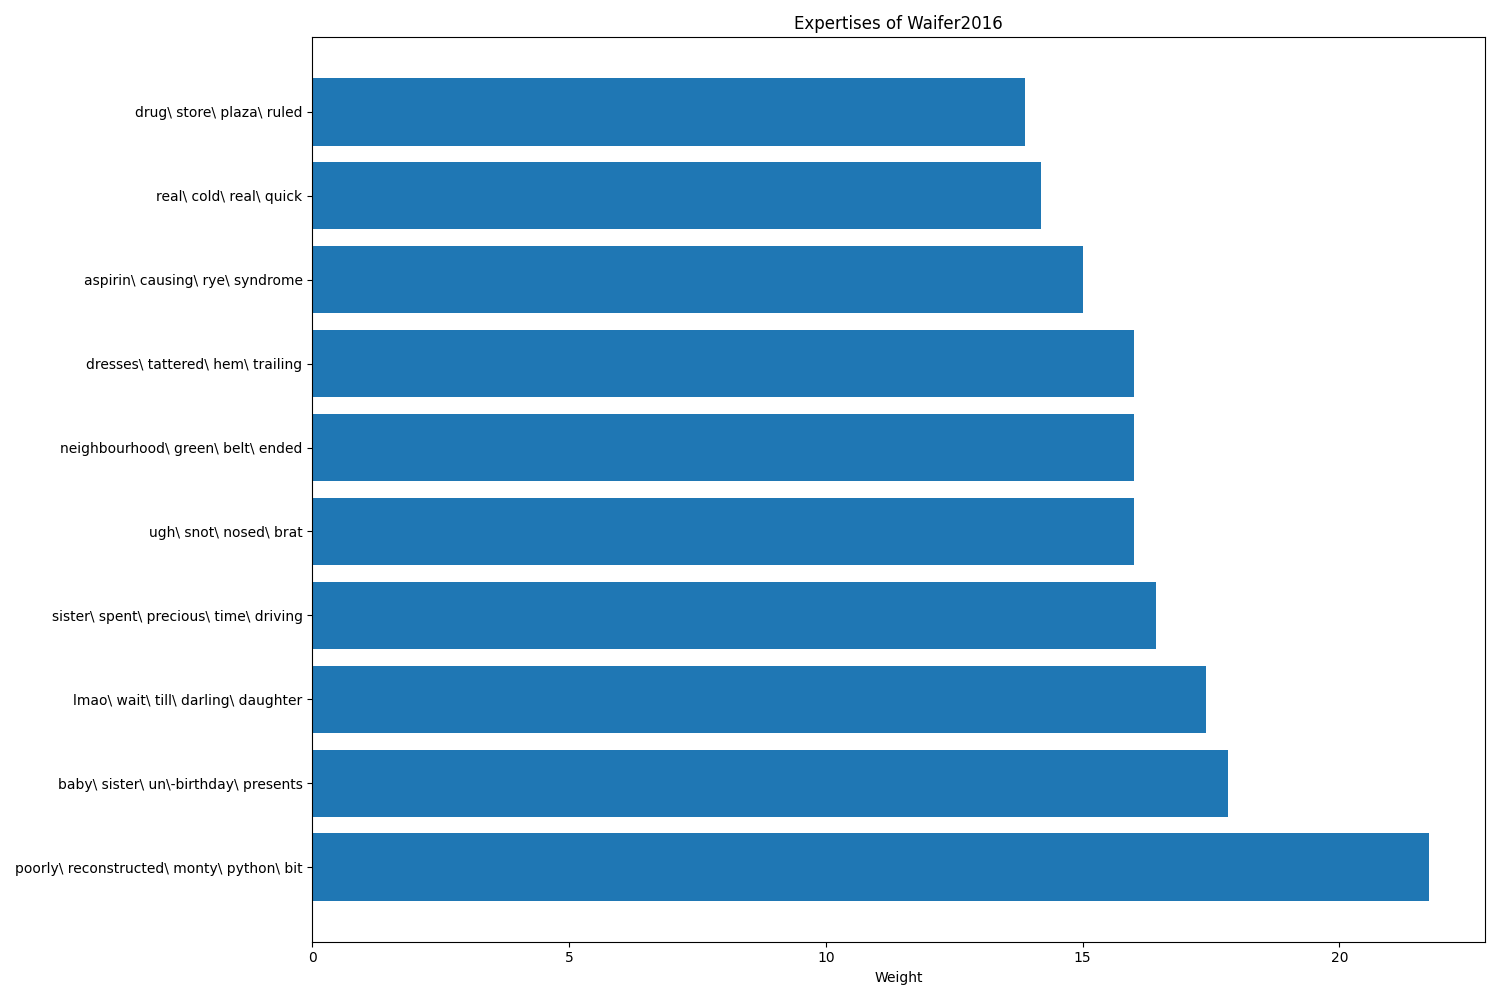 Expertises of Waifer2016
drug\ store\ plaza\ ruled
real\ cold\ real\ quick
aspirin\ causing\ rye\ syndrome
dresses\ tattered\ hem\ trailing
neighbourhood\ green\ belt\ ended
ugh\ snot\ nosed\ brat
sister\ spent\ precious\ time\ driving
lmao\ wait\ till\ darling\ daughter
baby\ sister\ un\-birthday\ presents
poorly\ reconstructed\ monty\ python\ bit
0 5 10 15 20
Weight